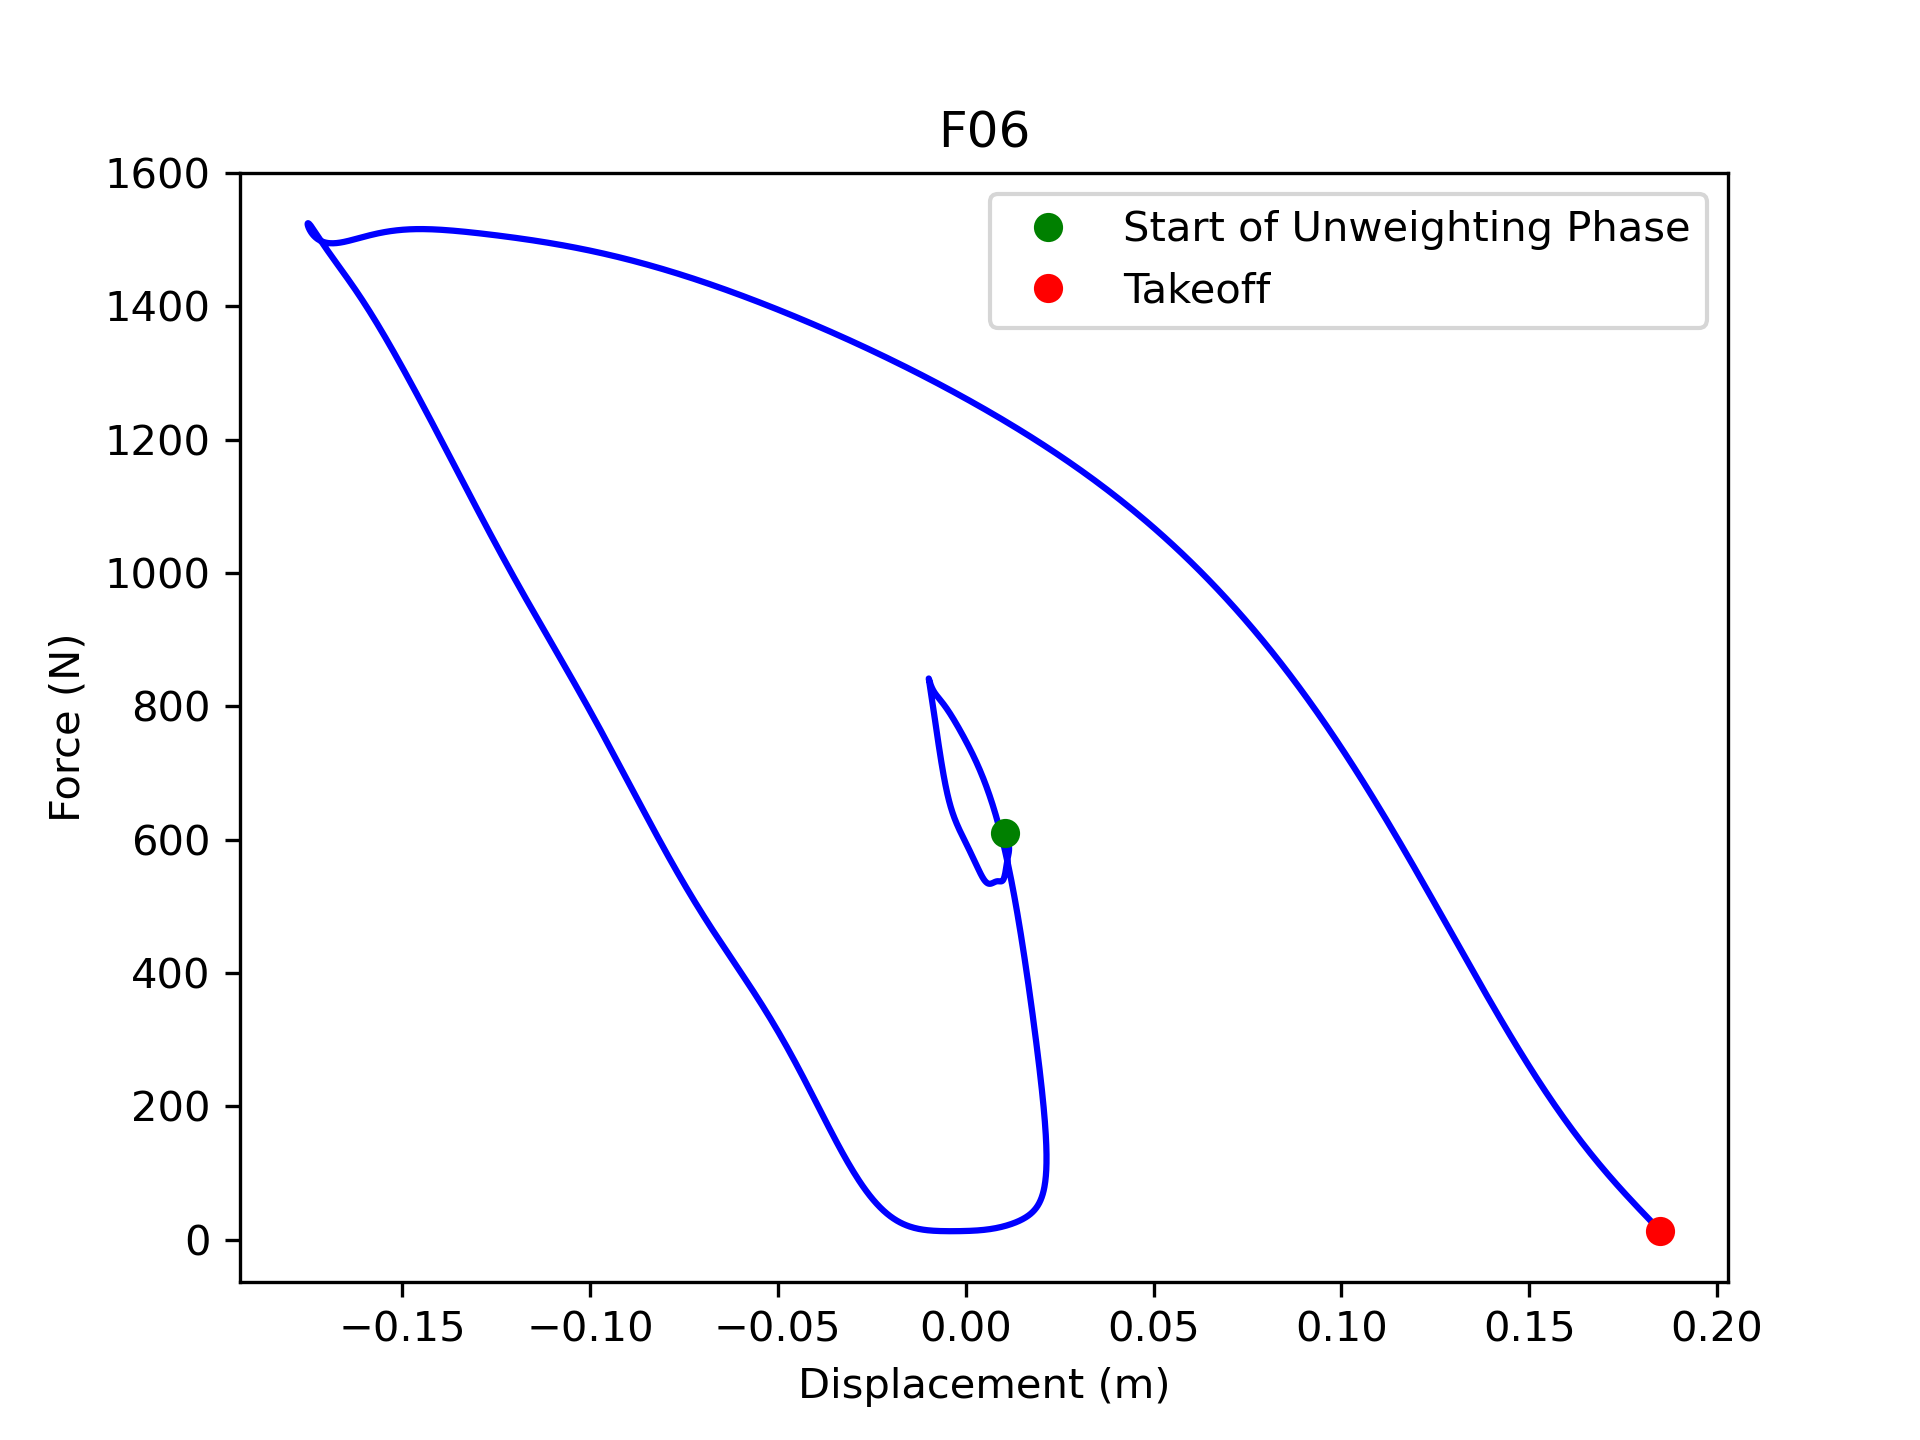 F06
Start of Unweighting Phase
Takeoff
1600
1400
1200
1000
800
600
400
200
0
Force (N)
−0.15 −0.10 −0.05 0.00 0.05 0.10 0.15 0.20
Displacement (m)